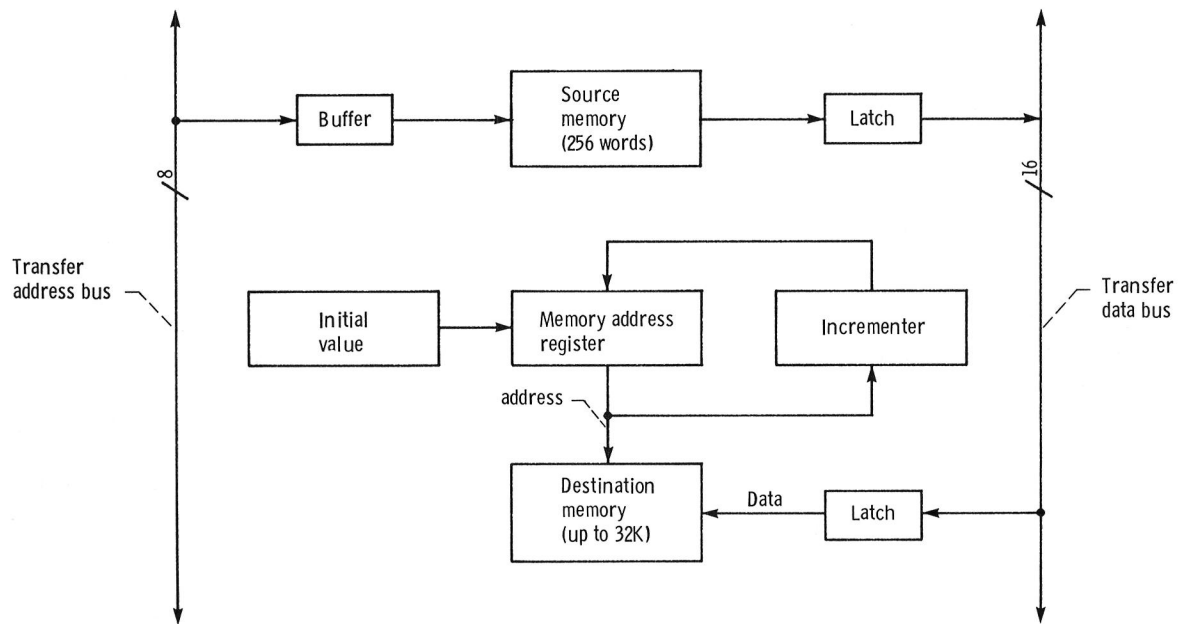 Source
memory
(256 words)
Buffer
Latch
8
16
Transfer
address bus
Transfer
data bus
Initial
value
Memory address
register
Incrementer
address
Destination
memory
(up to 32K)
Data
Latch